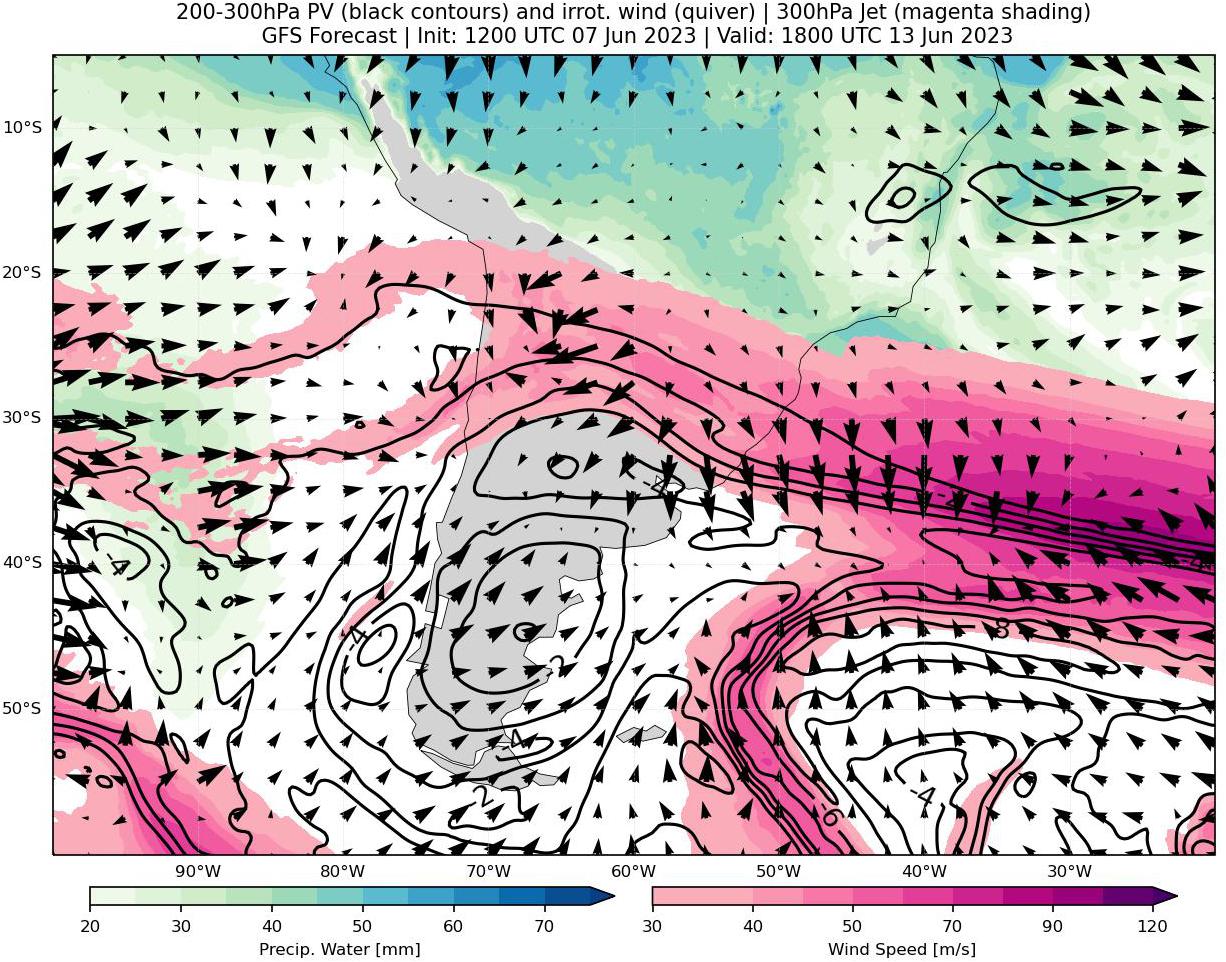 200-300hPa PV (black contours) and irrot. wind (quiver) | 300hPa Jet (magenta shading)
GFS Forecast | Init: 1200 UTC 07 Jun 2023 | Valid: 1800 UTC 13 Jun 2023
10°S
20°S
30°S
40°S
50°S
-4
-4
-4
-4
-8
-2
-4
-2
-6
-4
90°W
80°W
70°W
60°W
50°W
40°W
30°W
20
30
40
50
60
70
30
40
50
70
90
120
Precip. Water [mm]
Wind Speed [m/s]